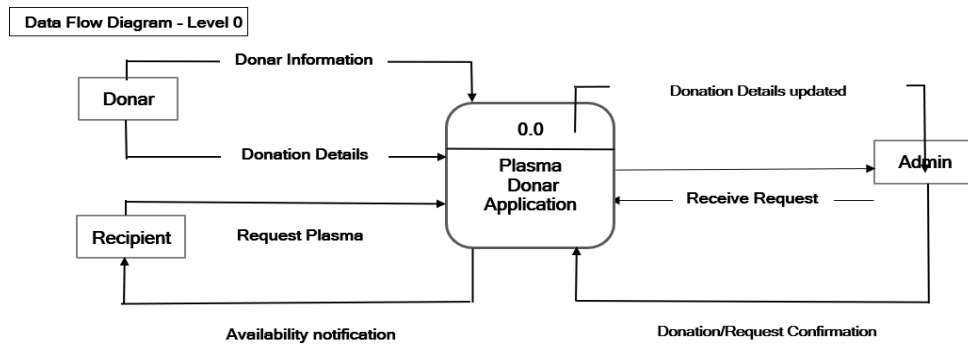 Data Flow Diagram - Level 0
Donar Information
Donar
Donation Details updated
0.0
Donation Details
Plasma
Donar
Application
Admin
Receive Request
Recipient
Request Plasma
Availability notification
Donation/Request Confirmation